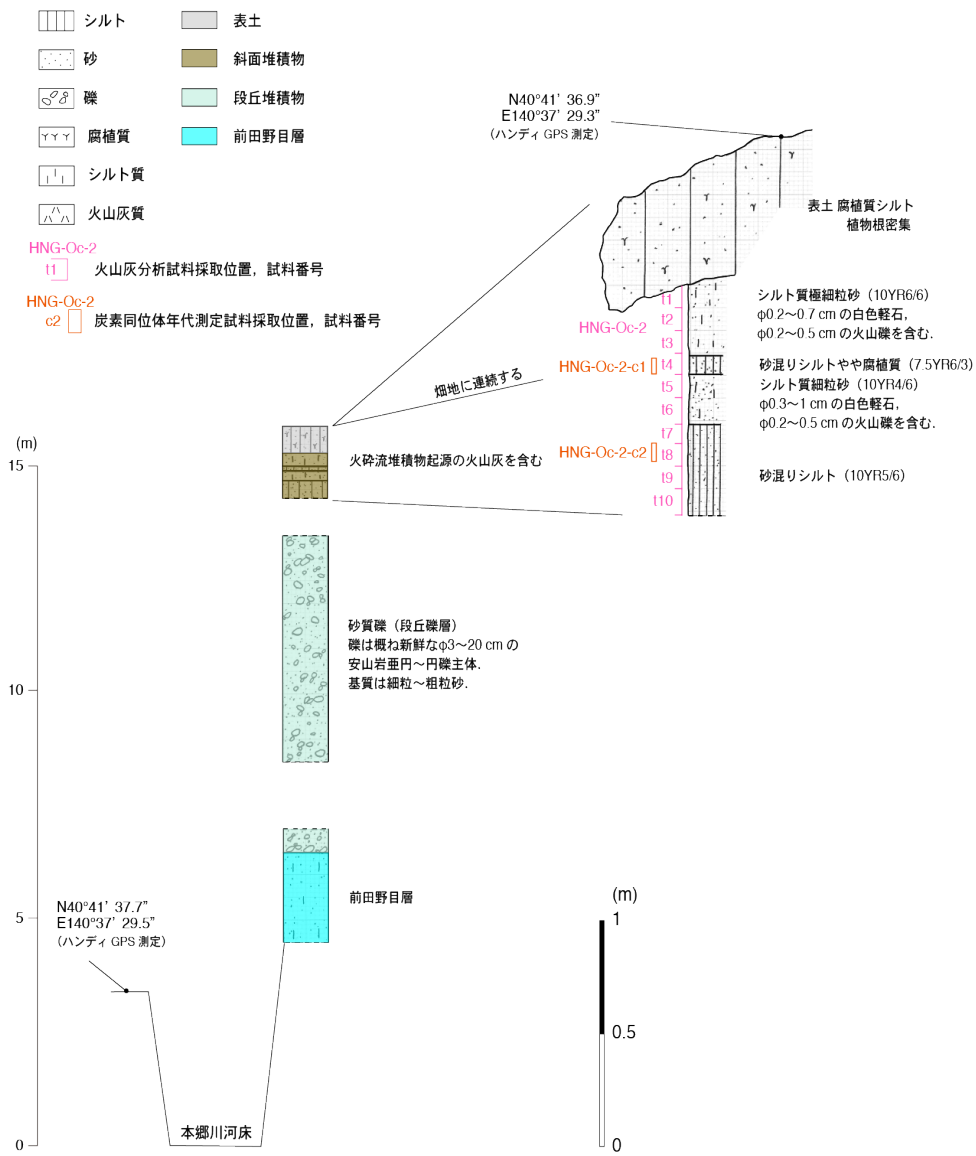 シルト
表土
砂
斜面堆積物
礫
段丘堆積物
腐植質
前田野目層
シルト質
火山灰質
HNG-Oc-2
t1
火山灰分析試料採取位置，試料番号
HNG-Oc-2
c2
炭素同位体年代測定試料採取位置，試料番号
N40°41’ 36.9”
E140°37’ 29.3”
（ハンディ GPS 測定）
表土 腐植質シルト
植物根密集
t1
t2
t3
t4
t5
t6
t7
t8
t9
t10
HNG-Oc-2
HNG-Oc-2-c1
HNG-Oc-2-c2
シルト質極細粒砂（10YR6/6）
φ0.2～0.7 cm の白色軽石，
φ0.2～0.5 cm の火山礫を含む．
砂混りシルトやや腐植質（7.5YR6/3）
シルト質細粒砂（10YR4/6）
φ0.3～1 cm の白色軽石，
φ0.2～0.5 cm の火山礫を含む．
砂混りシルト（10YR5/6）
畑地に連続する
火砕流堆積物起源の火山灰を含む
(m)
15
10
5
0
砂質礫（段丘礫層）
礫は概ね新鮮なφ3～20 cm の
安山岩亜円～円礫主体．
基質は細粒～粗粒砂．
前田野目層
N40°41’ 37.7”
E140°37’ 29.5”
（ハンディ GPS 測定）
本郷川河床
(m)
1
0.5
0